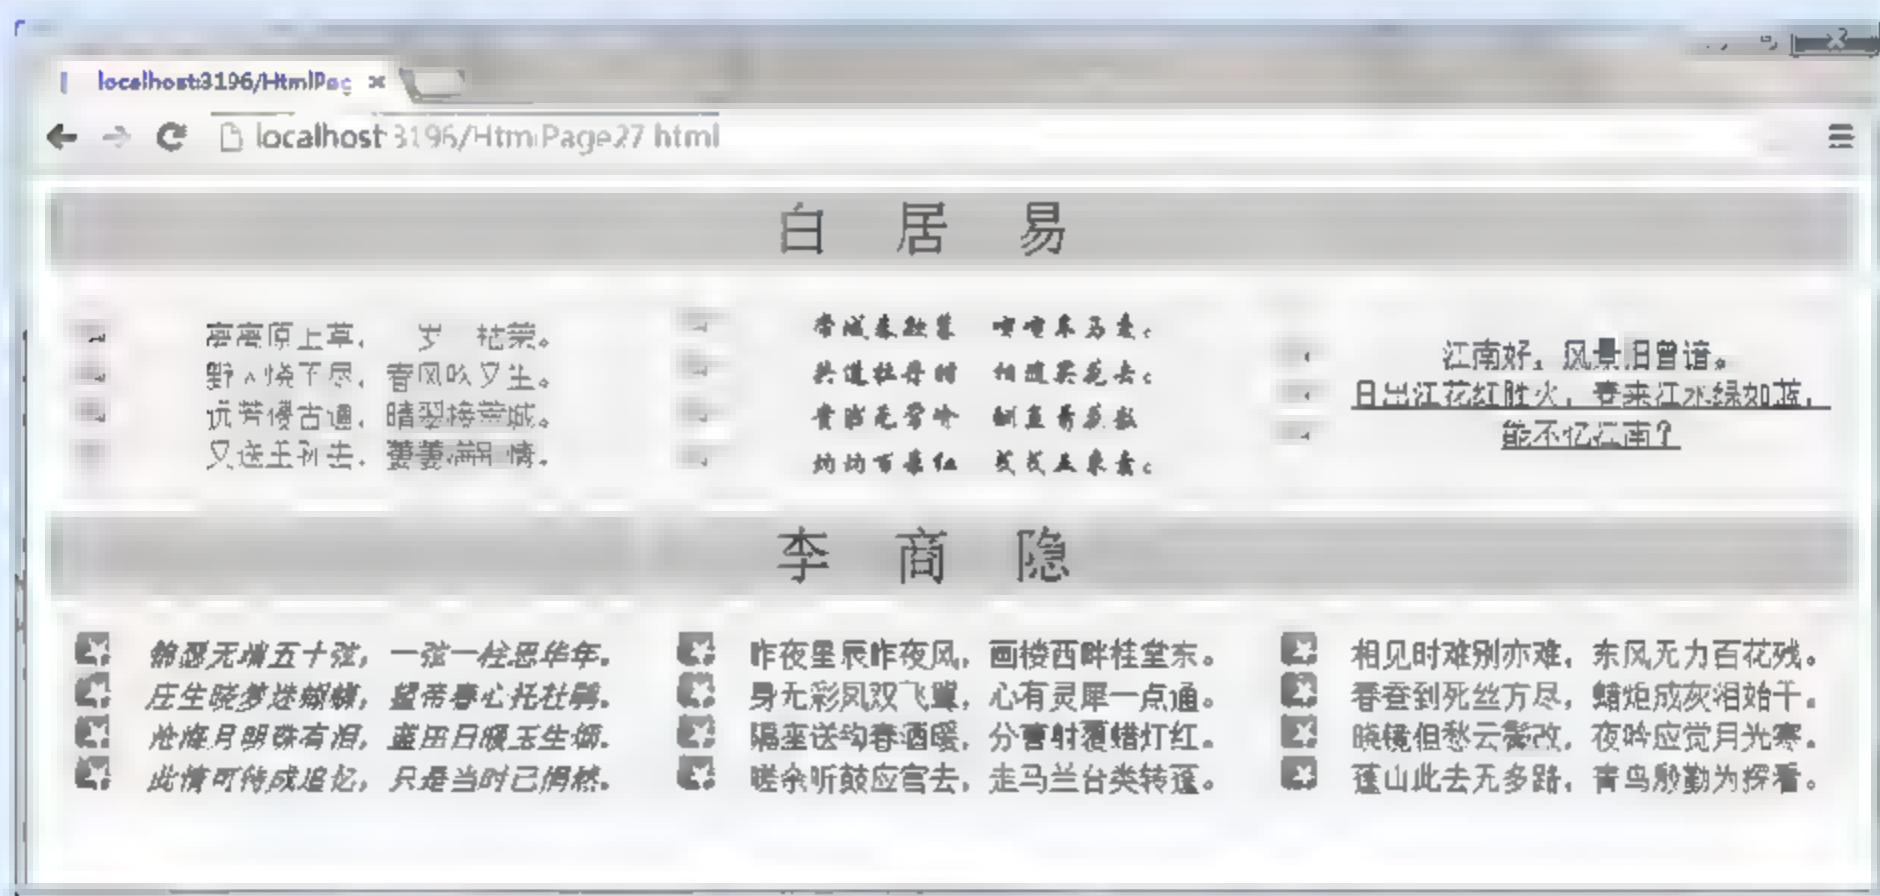 localhost:3196/HtmlPag
localhost:3196/HtmlPage27.html
白 居 易
离离原上草, 岁 枯荣。
野火烧不尽, 春风吹又生。
远芳侵古道, 晴翠接荒城。
又送王孙去, 萋萋满别情。
帝城春欲暮 喧喧车马度。
共道牡丹时 相随买花去。
贵贱无常价 酬直看花数
灼灼百朵红 戋戋五束素。
江南好, 风景旧曾谙。
日出江花红胜火, 春来江水绿如蓝,
能不忆江南?
李 商 隐
锦瑟无端五十弦, 一弦一柱思华年。
庄生晓梦迷蝴蝶, 望帝春心托杜鹃。
沧海月明珠有泪, 蓝田日暖玉生烟。
此情可待成追忆, 只是当时已惘然。
昨夜星辰昨夜风, 画楼西畔桂堂东。
身无彩凤双飞翼, 心有灵犀一点通。
隔座送钩春酒暖, 分曹射覆蜡灯红。
嗟余听鼓应官去, 走马兰台类转蓬。
相见时难别亦难, 东风无力百花残。
春蚕到死丝方尽, 蜡炬成灰泪始干。
晓镜但愁云鬓改, 夜吟应觉月光寒。
蓬山此去无多路, 青鸟殷勤为探看。